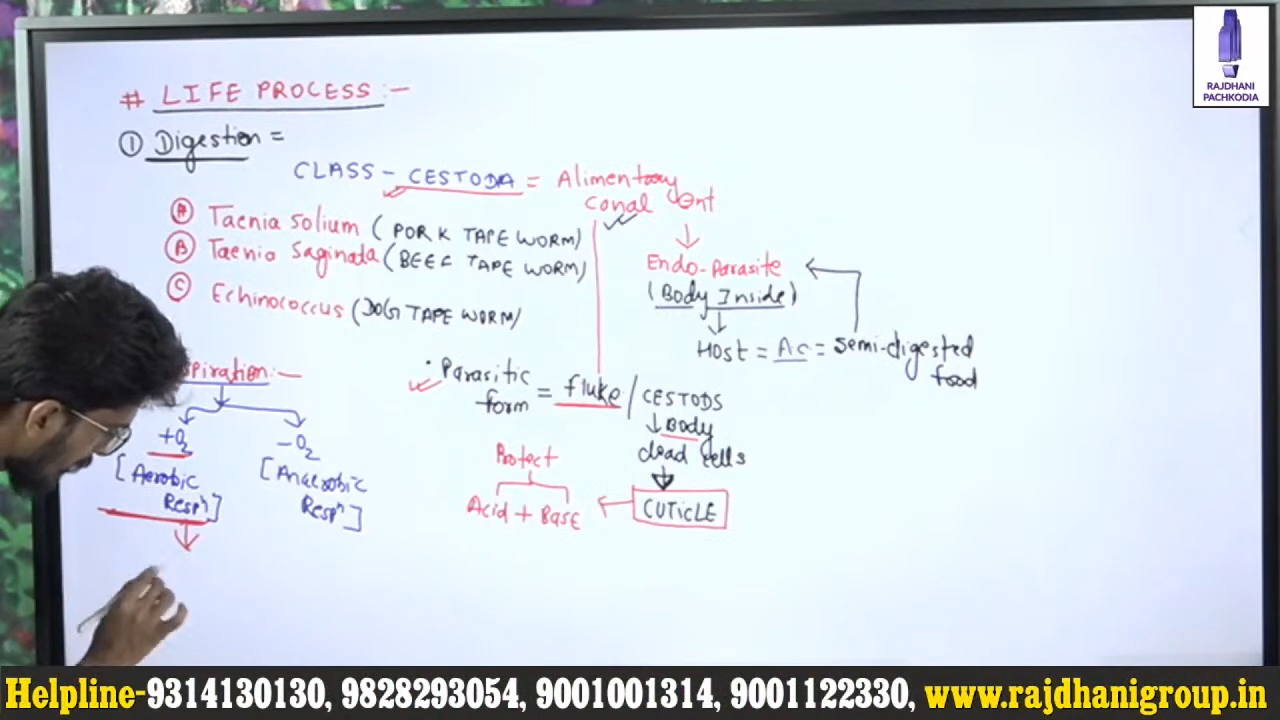 RAJDHANI
PACHKODIA
# LIFE PROCESS :-
① Digestion =
CLASS - CESTODA = Alimentary
Canal
Ⓐ Taenia Solium (PORK TAPE WORM)
Ⓑ Taenia Saginada (BEEF TAPE WORM)
Ⓒ Echinococcus (DOG TAPE WORM)
Endo-Parasite
(Body Inside)
Host = AC = Semi-digested
food
spiration:-
+O₂
-O₂
[Aerobic
Respⁿ]
[Anaerobic
Respⁿ]
• Parasitic
form = fluke / CESTODS
Body
dead cells
CUTICLE
Protect
Acid + Base
Helpline-9314130130, 9828293054, 9001001314, 9001122330, www.rajdhanigroup.in